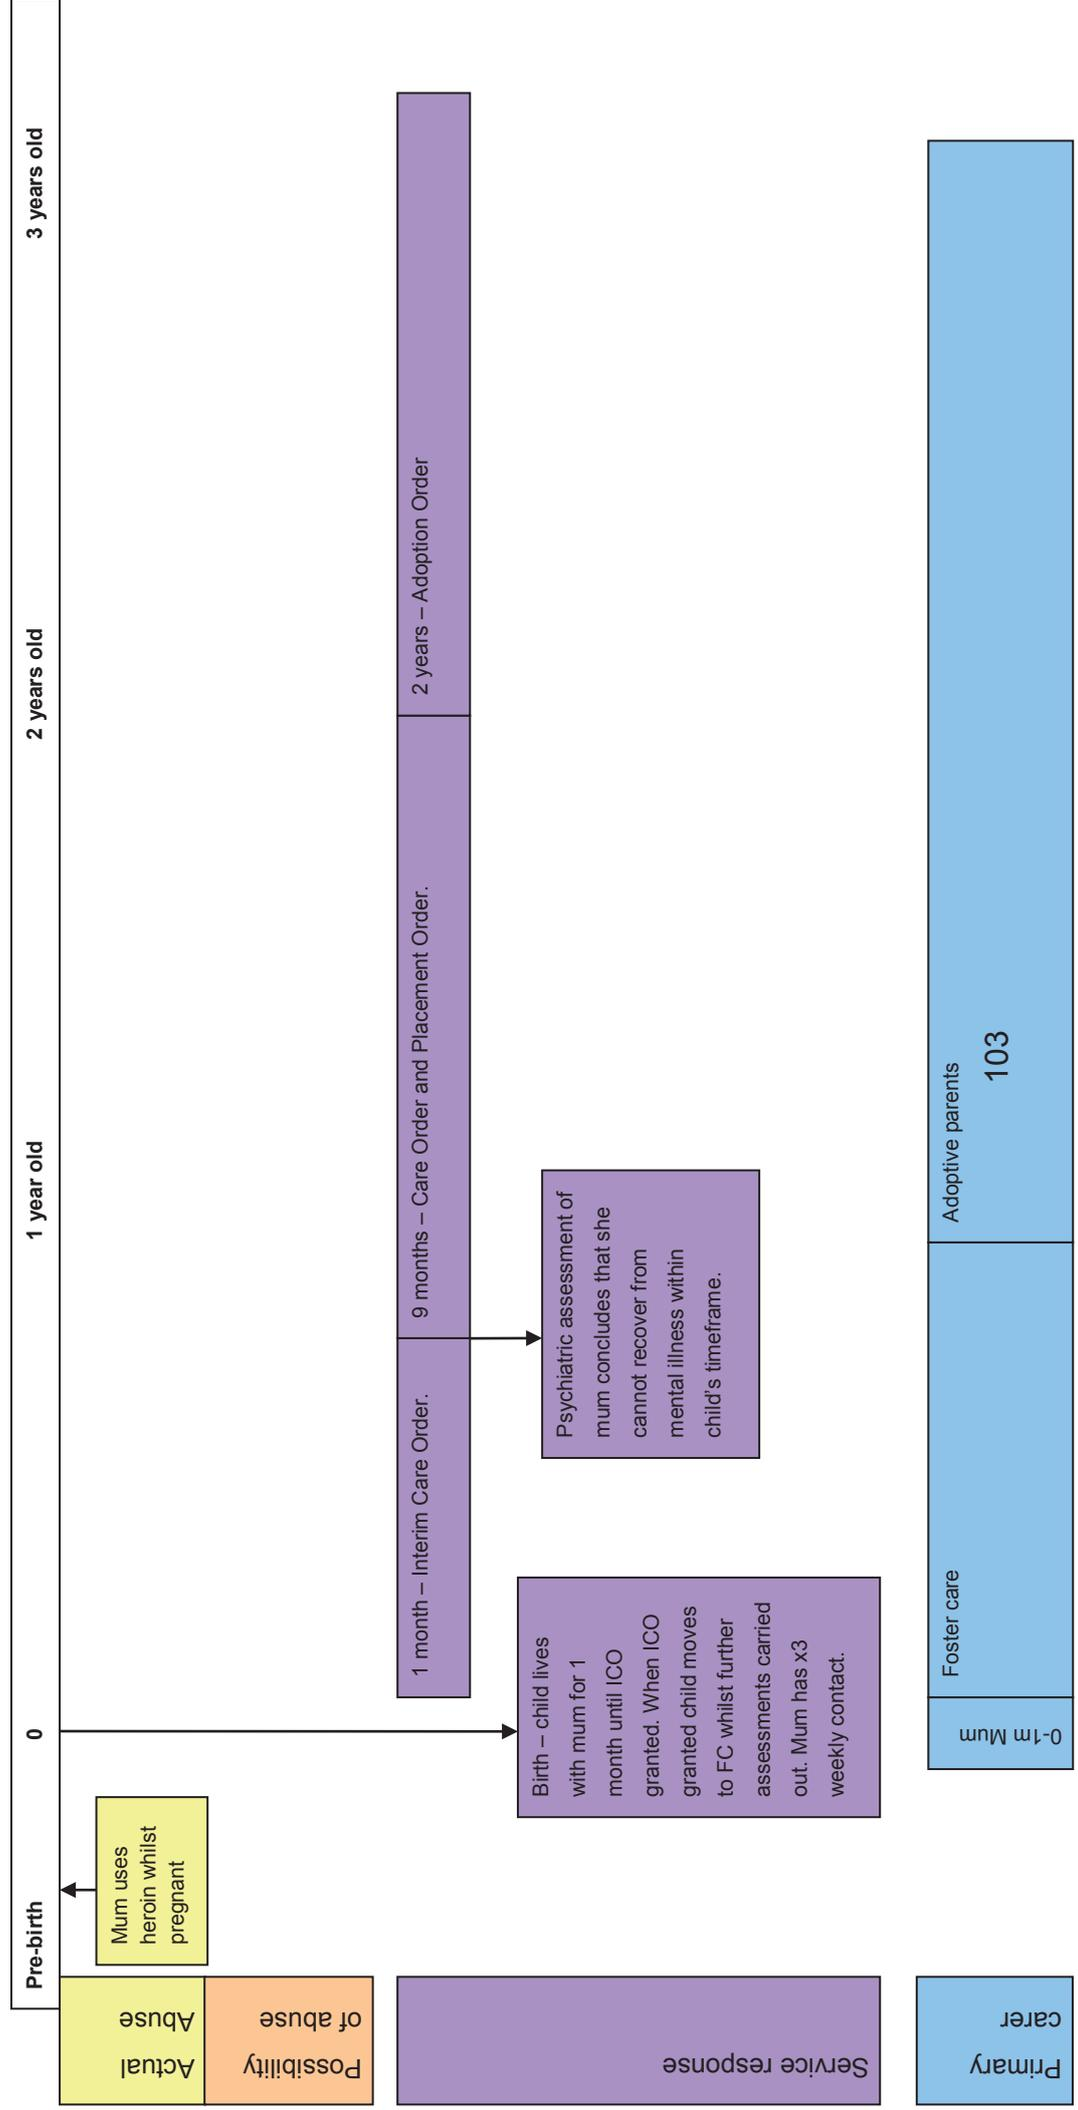 Pre-birth
0
1 year old
2 years old
3 years old
Actual
Abuse
Mum uses
heroin whilst
pregnant
Possibility
of abuse
Service response
1 month – Interim Care Order.
9 months – Care Order and Placement Order.
2 years – Adoption Order
Birth – child lives
with mum for 1
month until ICO
granted. When ICO
granted child moves
to FC whilst further
assessments carried
out. Mum has x3
weekly contact.
Psychiatric assessment of
mum concludes that she
cannot recover from
mental illness within
child’s timeframe.
Primary
carer
0-1m Mum
Foster care
Adoptive parents
103